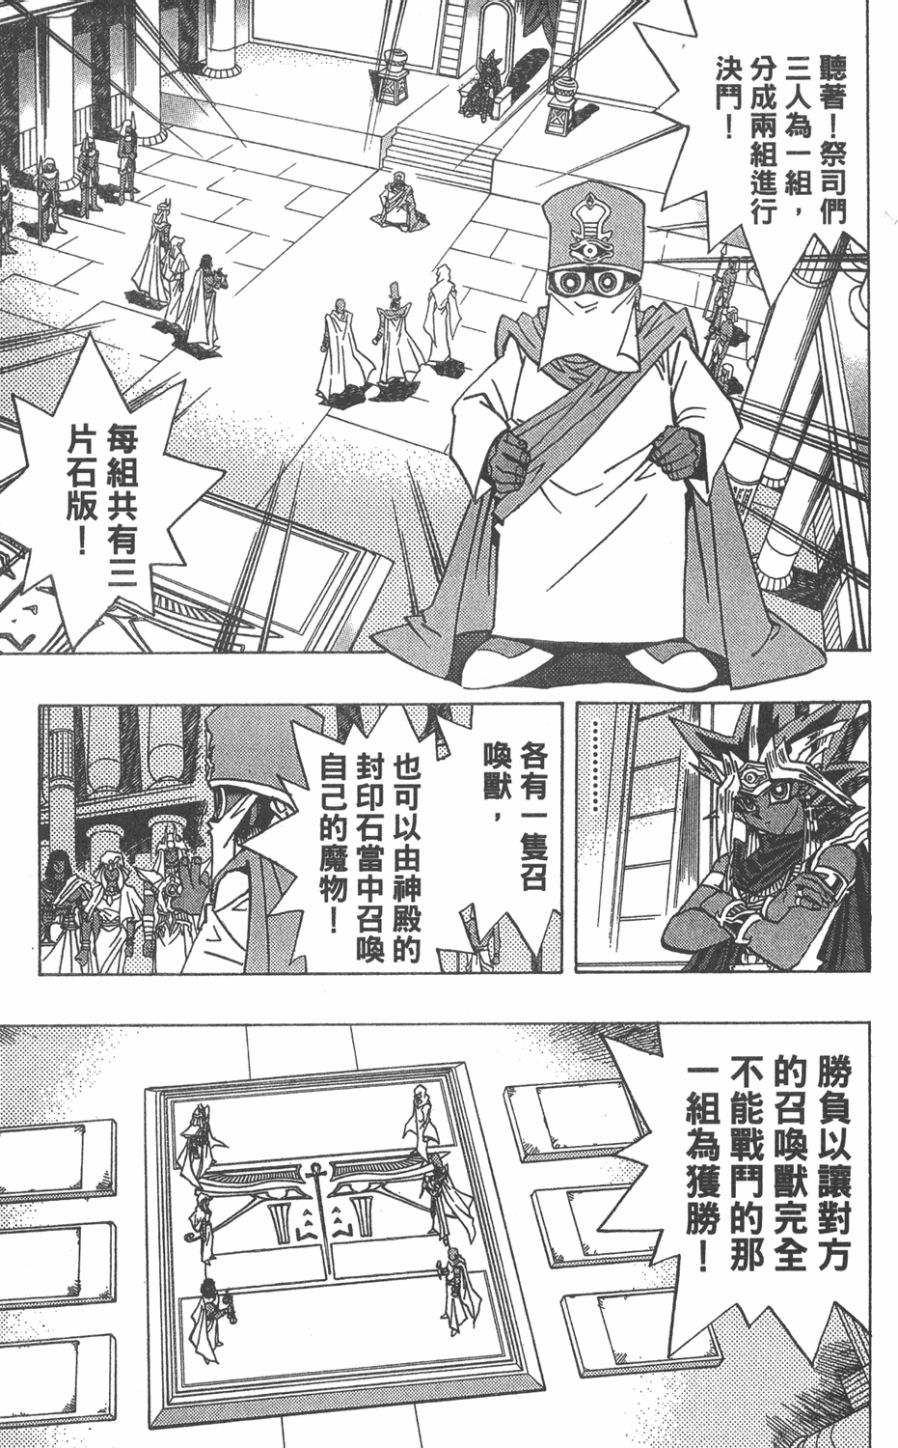 聽著！祭司們
三人為一組，
分成兩組進行
決鬥！
每組共有三
片石版！
………
各有一隻召
喚獸，
也可以由神殿的
封印石當中召喚
自己的魔物！
勝負以讓對方
的召喚獸完全
不能戰鬥的那
一組為獲勝！